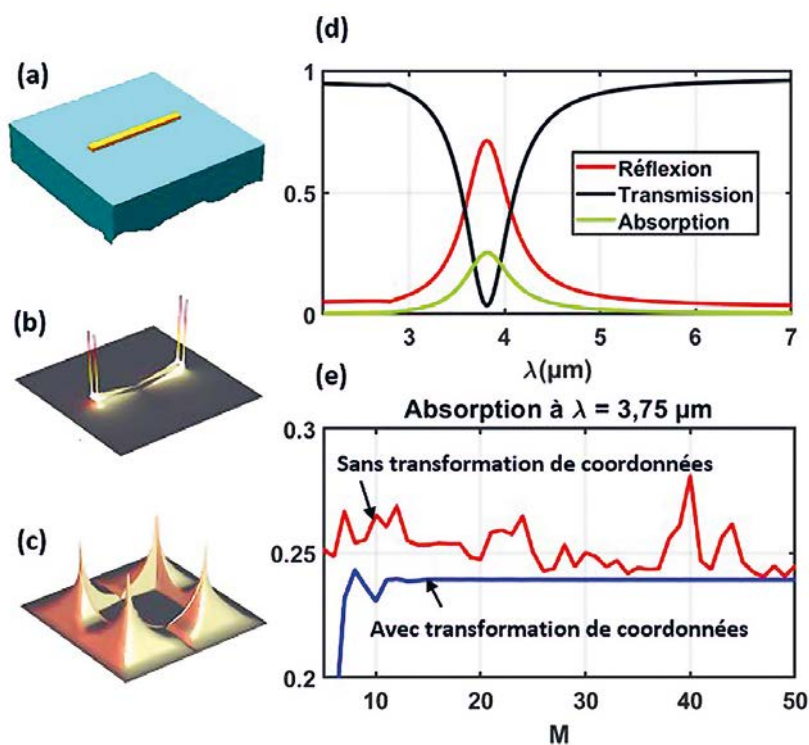 (a)
(b)
(c)
(d)
1
0.5
0
Réflexion
Transmission
Absorption
3
4
5
6
7
λ(µm)
(e)
Absorption à λ = 3,75 µm
0.3
0.25
0.2
Sans transformation de coordonnées
Avec transformation de coordonnées
10
20
30
40
50
M